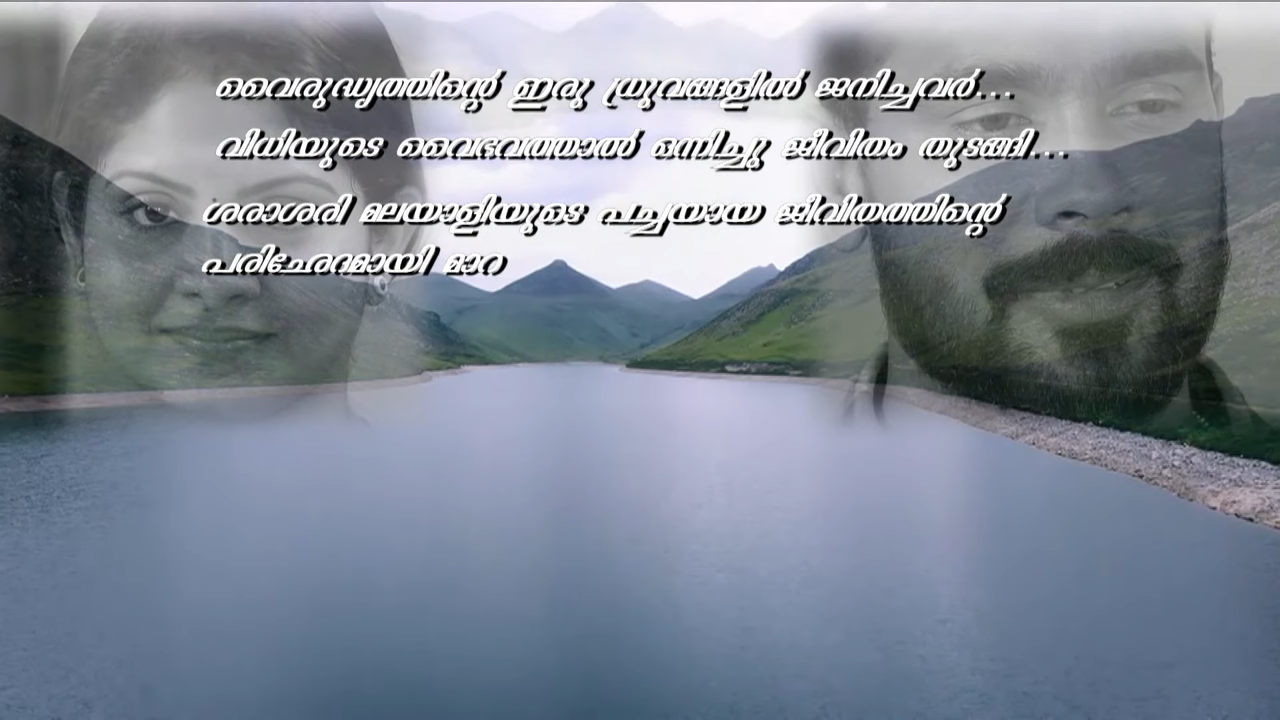 വൈരുദ്ധ്യത്തിന്റെ ഇരു ധ്രുവങ്ങളിൽ ജനിച്ചവർ...
വിധിയുടെ വൈഭവത്താൽ ഒന്നിച്ചു ജീവിതം തുടങ്ങി...
ശരാശരി മലയാളിയുടെ പച്ചയായ ജീവിതത്തിന്റെ
പരിച്ഛേദമായി മാറ